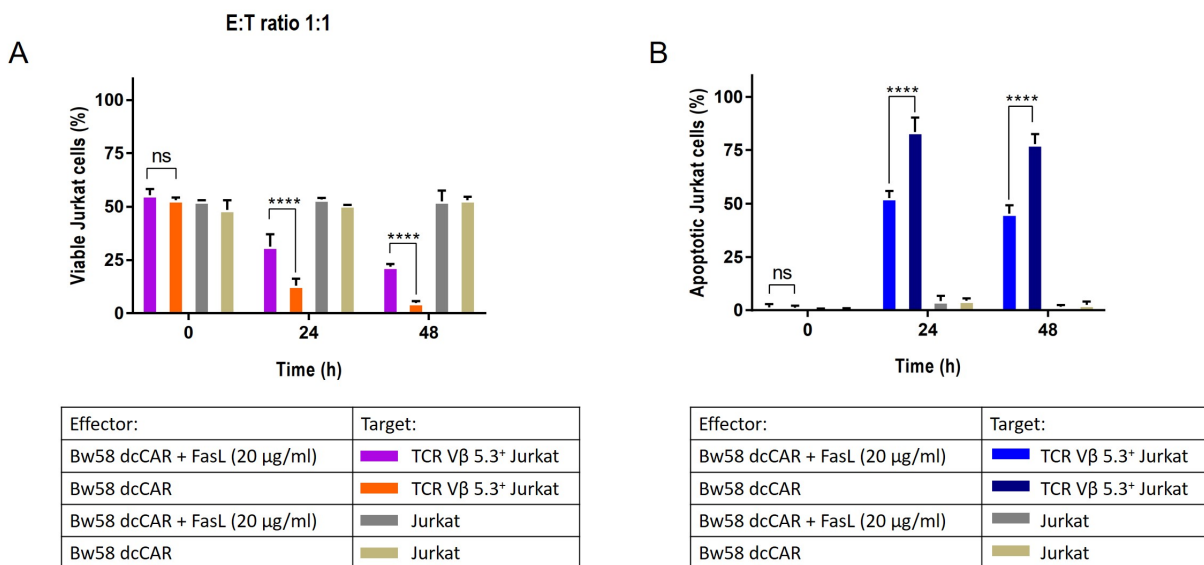 E:T ratio 1:1
A
Viable Jurkat cells (%)
100
75
50
25
0
ns
****
****
0 24 48
Time (h)
Effector: Target:
Bw58 dcCAR + FasL (20 µg/ml) TCR Vβ 5.3⁺ Jurkat
Bw58 dcCAR TCR Vβ 5.3⁺ Jurkat
Bw58 dcCAR + FasL (20 µg/ml) Jurkat
Bw58 dcCAR Jurkat
B
Apoptotic Jurkat cells (%)
100
75
50
25
0
ns
****
****
0 24 48
Time (h)
Effector: Target:
Bw58 dcCAR + FasL (20 µg/ml) TCR Vβ 5.3⁺ Jurkat
Bw58 dcCAR TCR Vβ 5.3⁺ Jurkat
Bw58 dcCAR + FasL (20 µg/ml) Jurkat
Bw58 dcCAR Jurkat